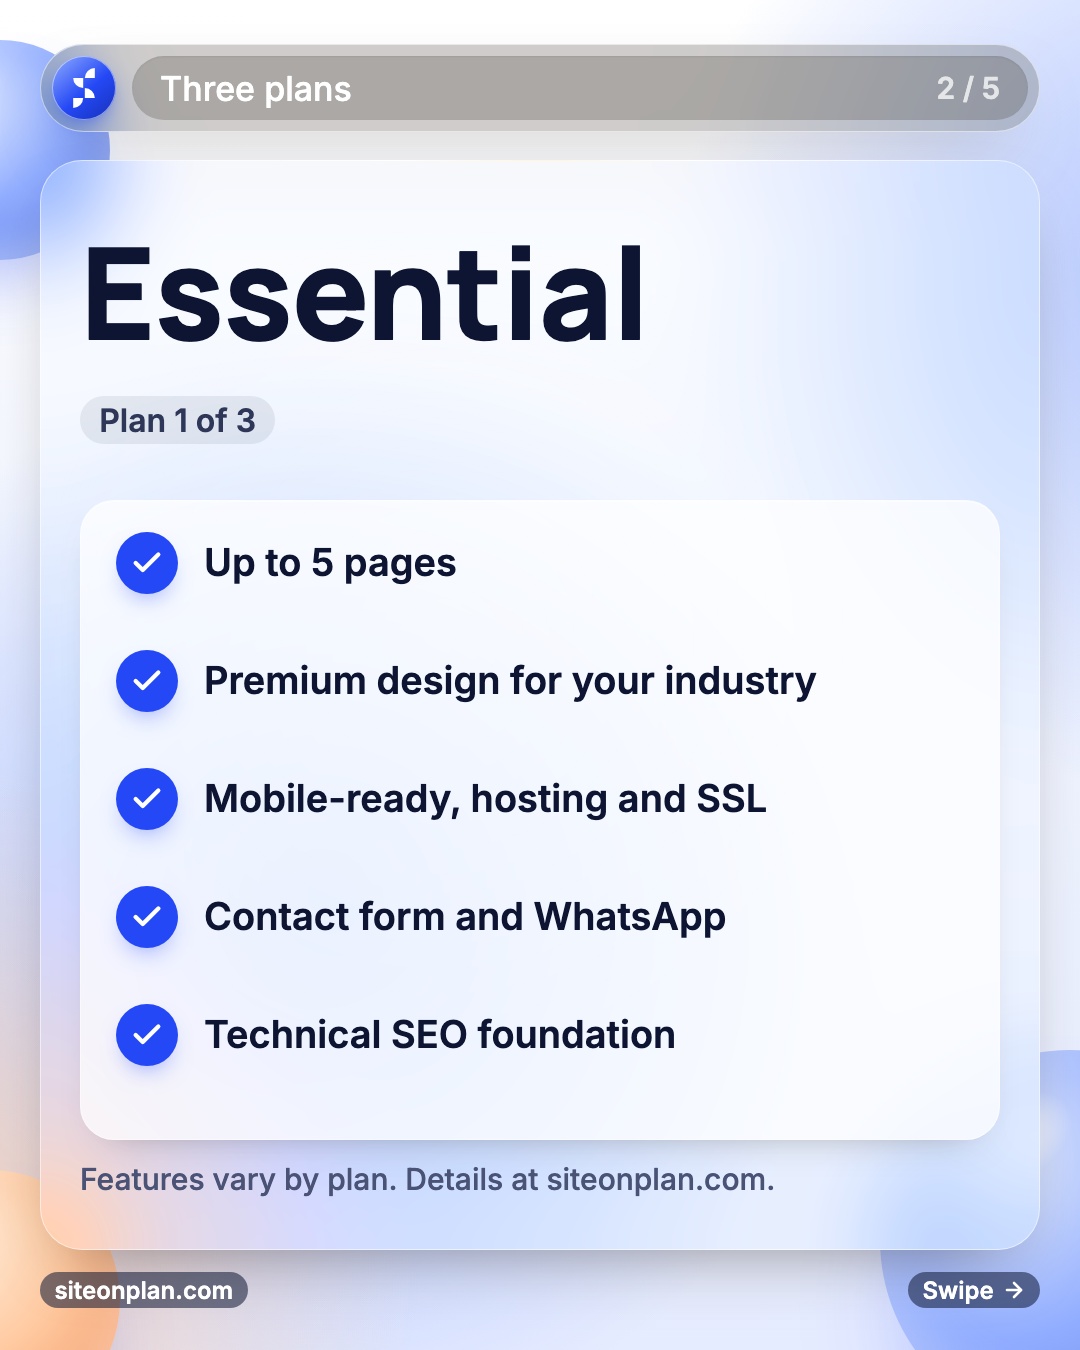 Three plans
2 / 5
Essential
Plan 1 of 3
Up to 5 pages
Premium design for your industry
Mobile-ready, hosting and SSL
Contact form and WhatsApp
Technical SEO foundation
Features vary by plan. Details at siteonplan.com.
siteonplan.com
Swipe →